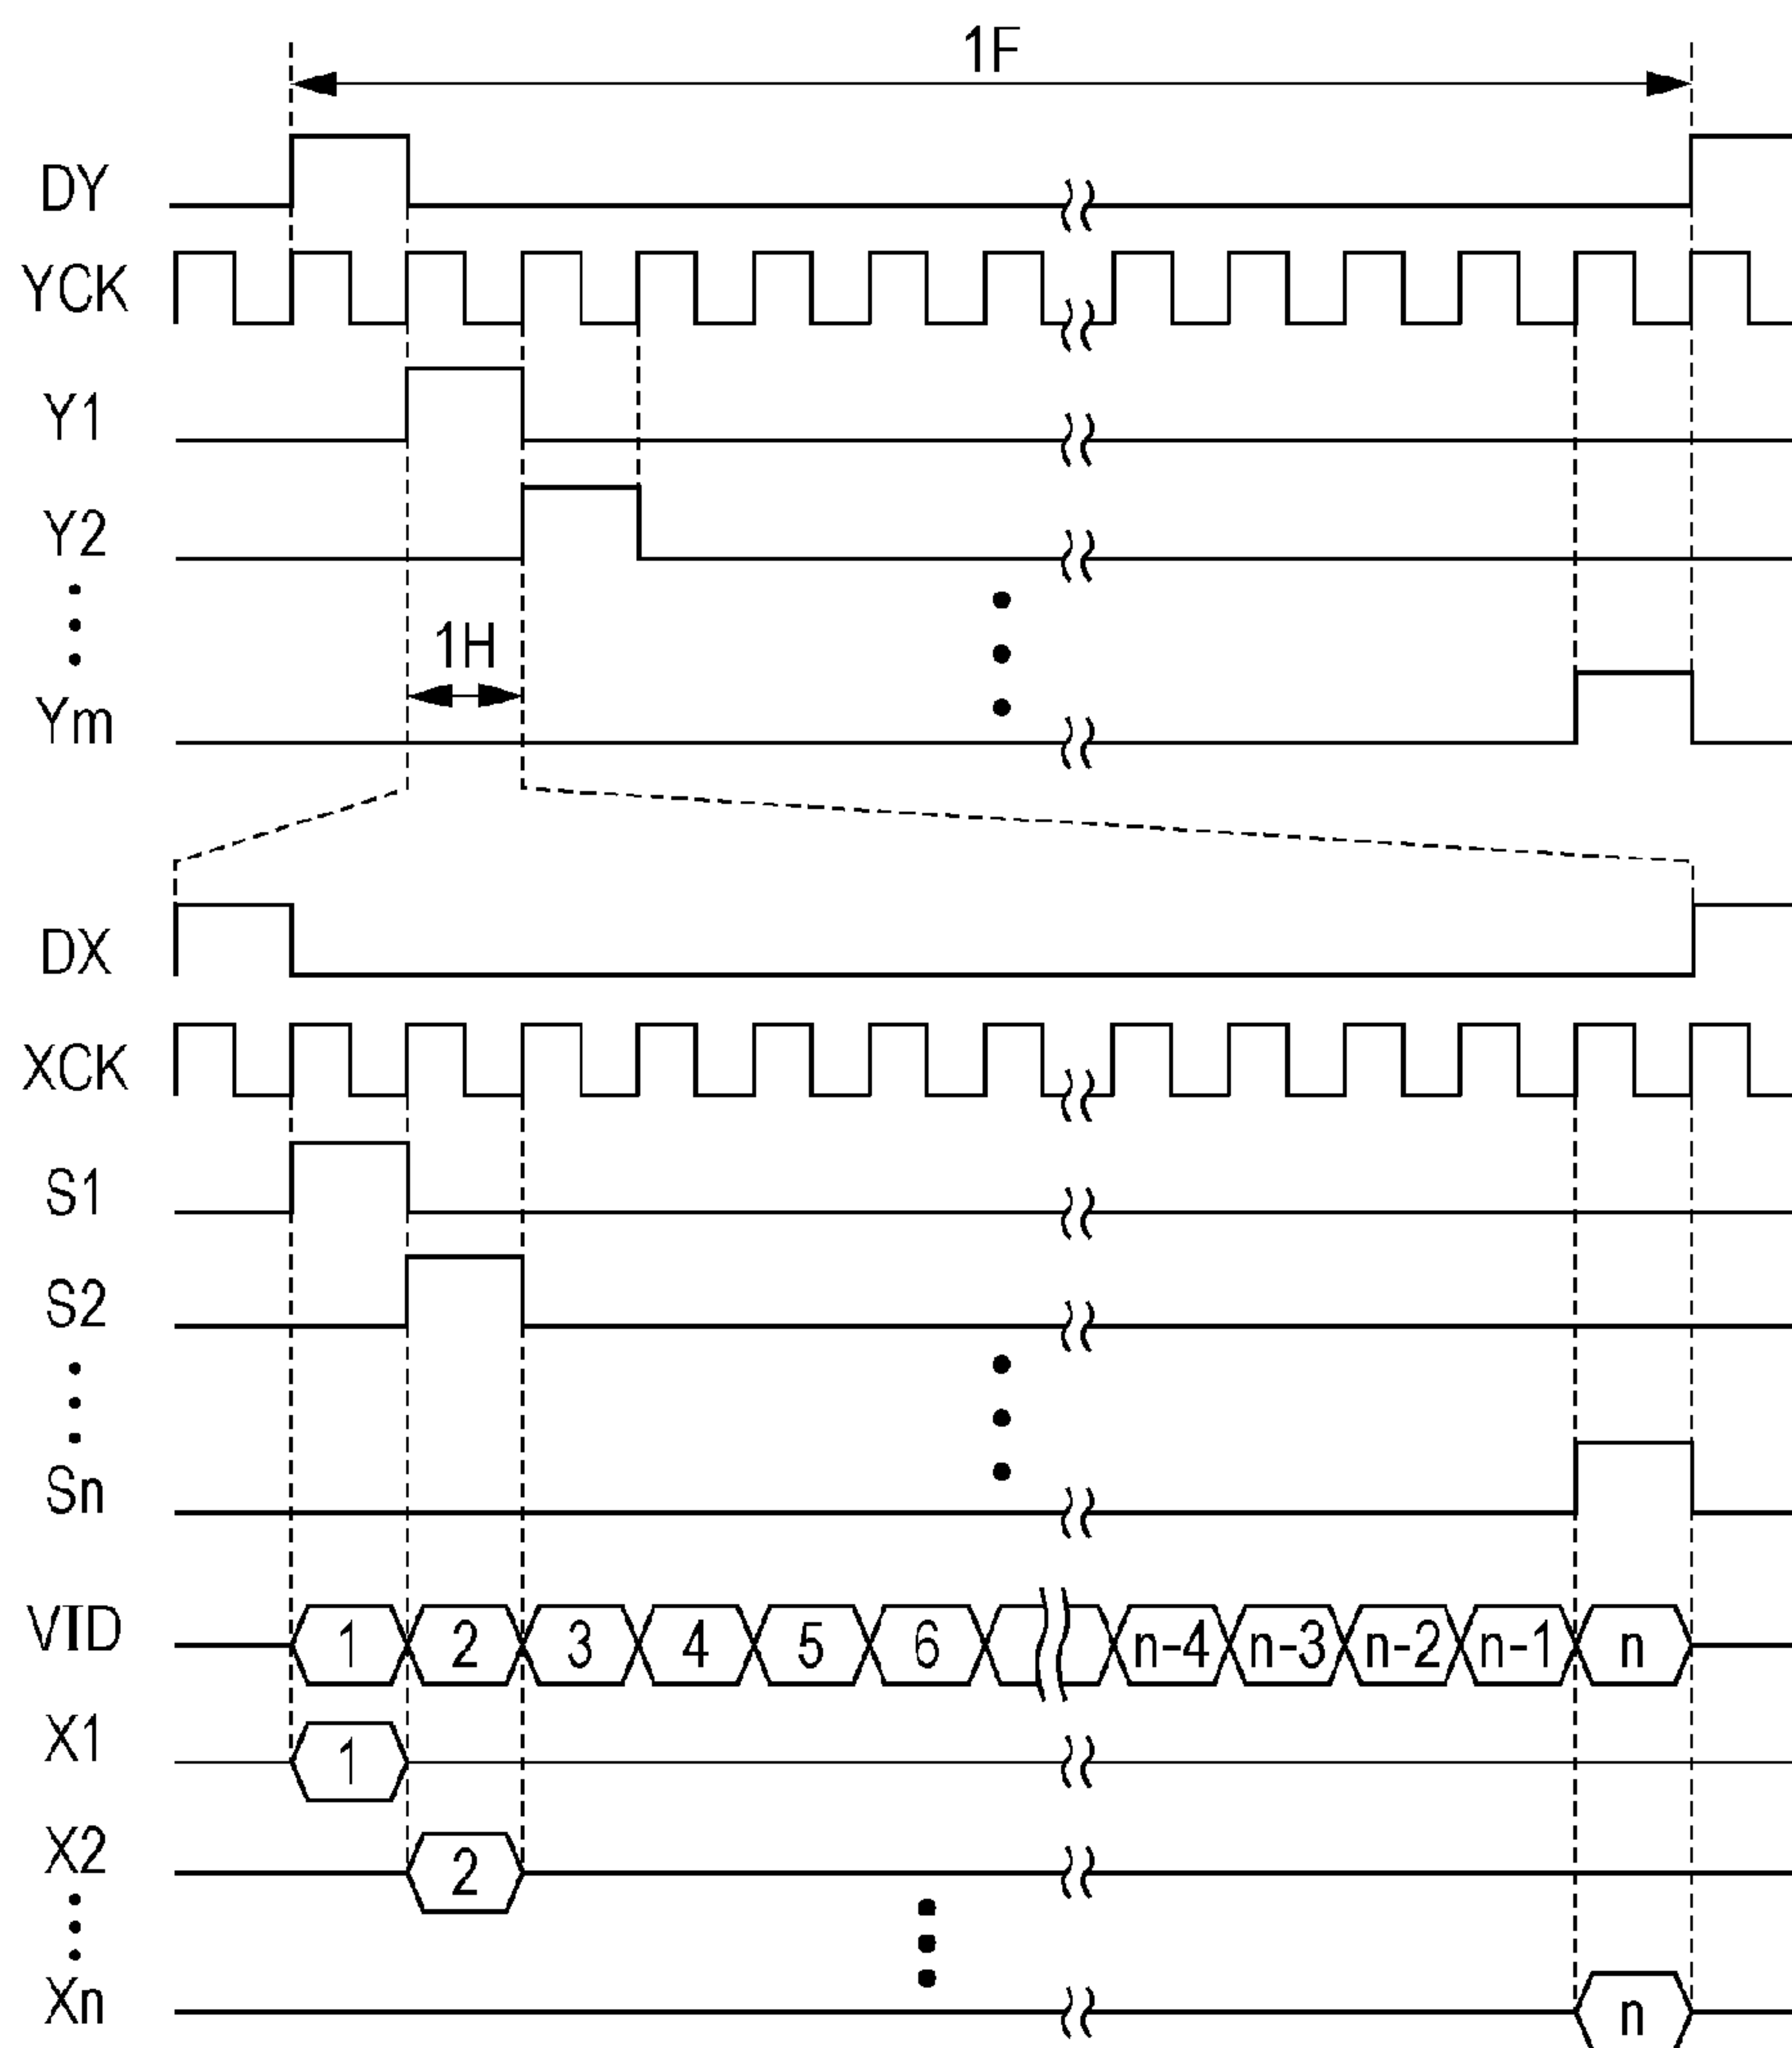 1F
DY
YCK
Y1
Y2
1H
Ym
DX
XCK
S1
S2
Sn
VID 1 2 3 4 5 6 n-4 n-3 n-2 n-1 n
X1 1
X2 2
Xn n